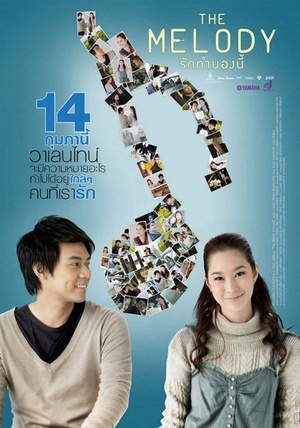 THE
MELODY
รักทำนองนี้
YAMAHA
14
กุมภานี้
วาเลนไทน์
จะมีความหมายอะไร
ถ้าไม่ได้อยู่ใกล้ๆ
คนที่เรารัก